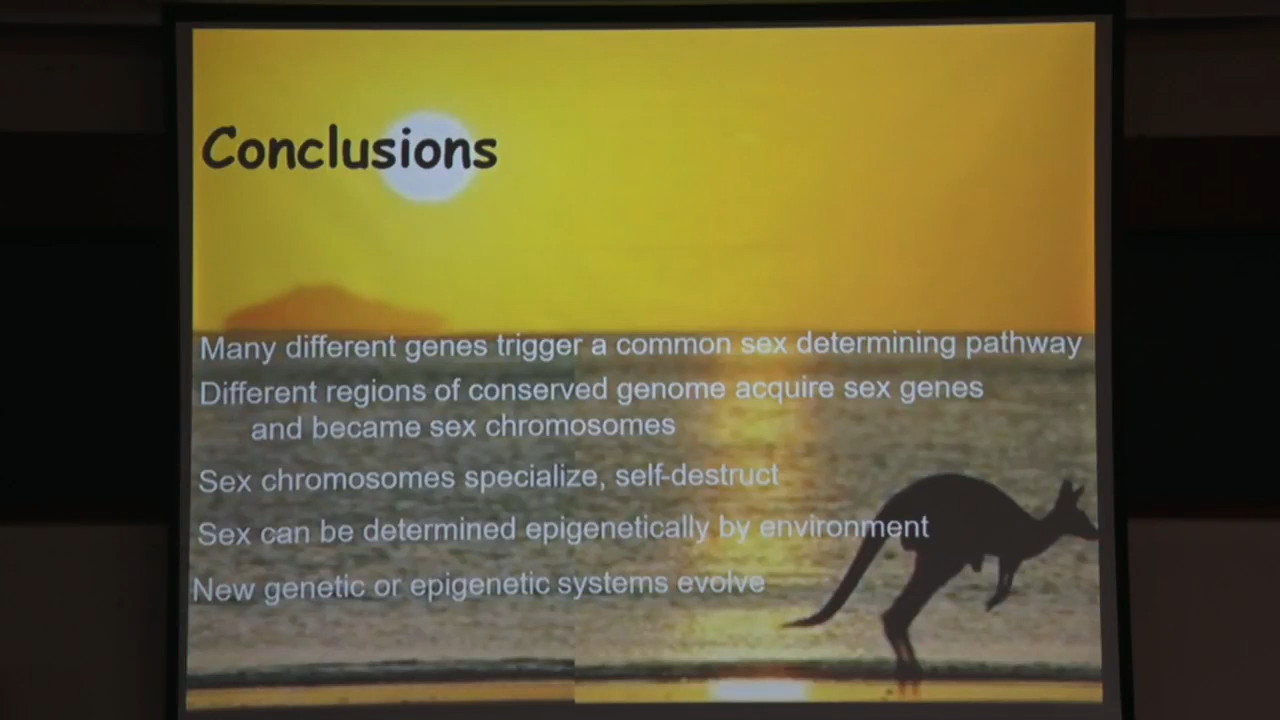 Conclusions
Many different genes trigger a common sex determining pathway
Different regions of conserved genome acquire sex genes
and became sex chromosomes
Sex chromosomes specialize, self-destruct
Sex can be determined epigenetically by environment
New genetic or epigenetic systems evolve